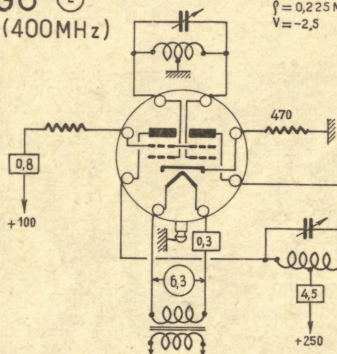 (400MHz)
ρ = 0,225 M
V = -2,5
470
0,8
+100
0,3
6,3
4,5
+250